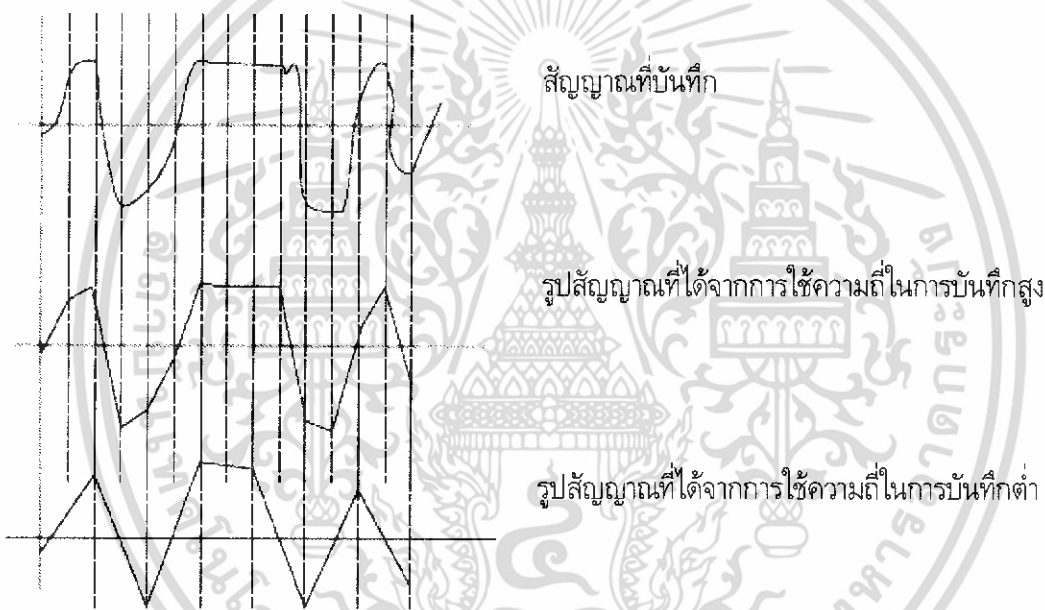 สัญญาณที่บันทึก
รูปสัญญาณที่ได้จากการใช้ความถี่ในการบันทึกสูง
รูปสัญญาณที่ได้จากการใช้ความถี่ในการบันทึกต่ำ